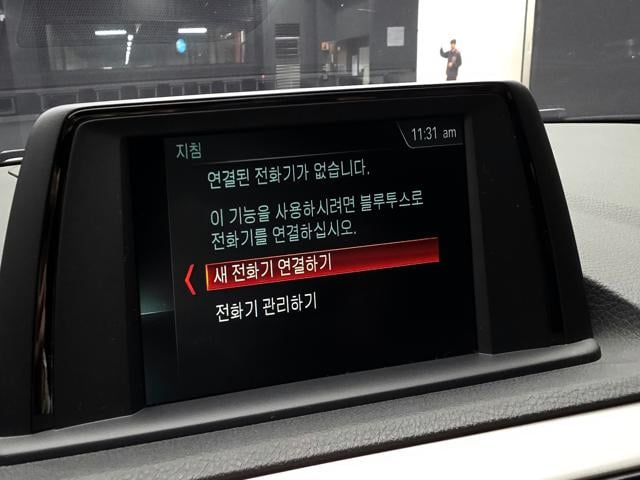 11:31 am
지침
연결된 전화기가 없습니다.
이 기능을 사용하시려면 블루투스로
전화기를 연결하십시오.
새 전화기 연결하기
전화기 관리하기